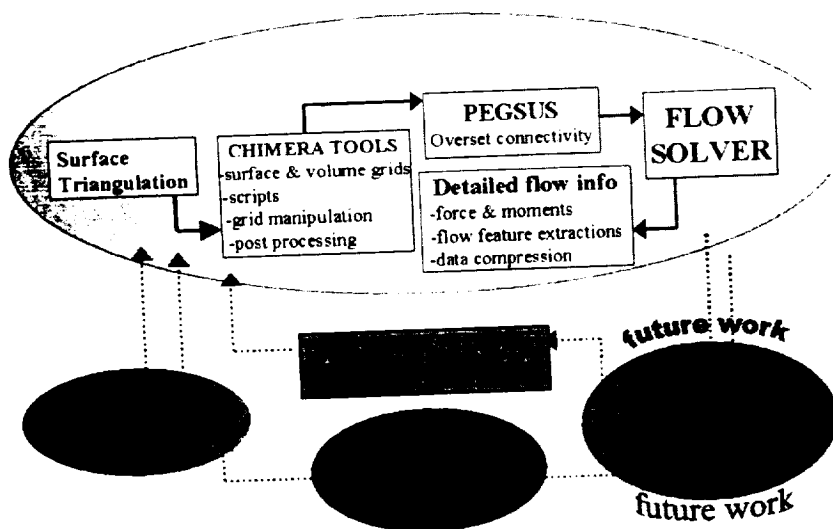 Surface
Triangulation
CHIMERA TOOLS
-surface & volume grids
-scripts
-grid manipulation
-post processing
PEGSUS
Overset connectivity
FLOW
SOLVER
Detailed flow info
-force & moments
-flow feature extractions
-data compression
future work
future work